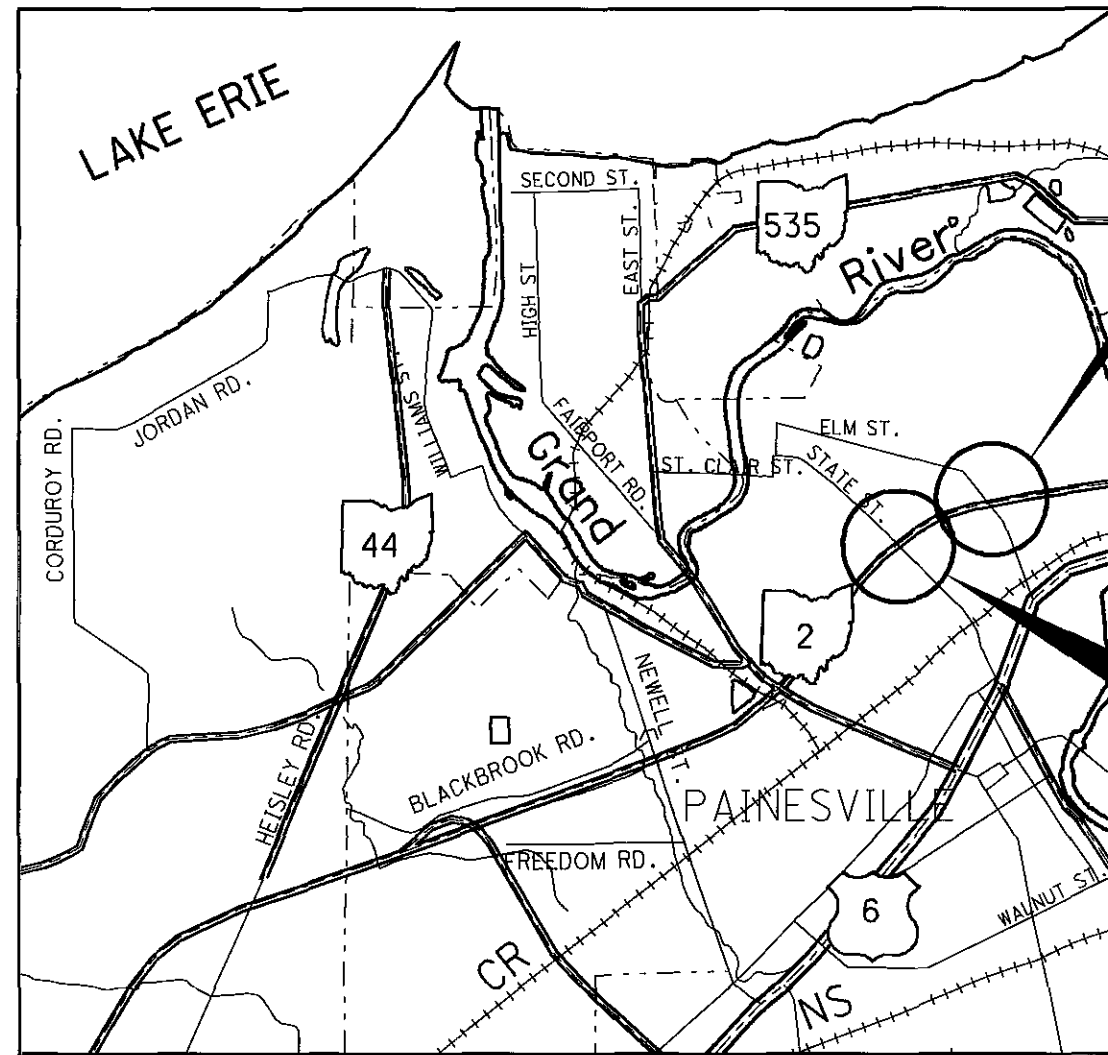 LAKE ERIE
SECOND ST.
535
EAST ST.
River
HIGH ST
WILLIAMS ST.
JORDAN RD.
CORDUROY RD.
FAIRPORT RD.
Grand
ELM ST.
ST. CLAIR ST.
STATE ST.
44
2
NEWELL ST.
HEISLEY RD.
BLACKBROOK RD.
PAINESVILLE
FREEDOM RD.
6
WALNUT ST.
CR
NS